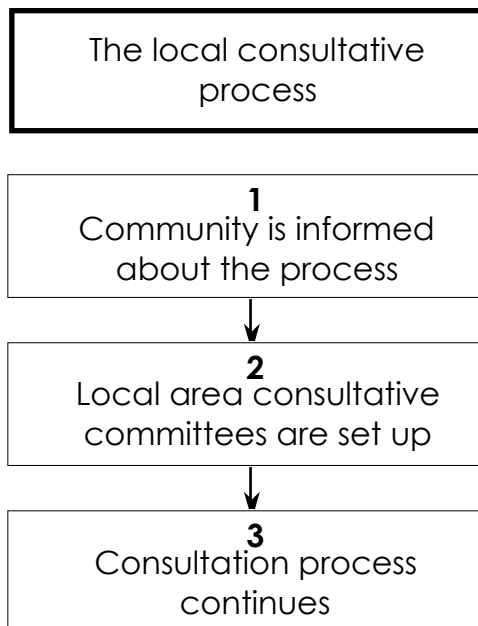 The local consultative
process
1
Community is informed
about the process
2
Local area consultative
committees are set up
3
Consultation process
continues